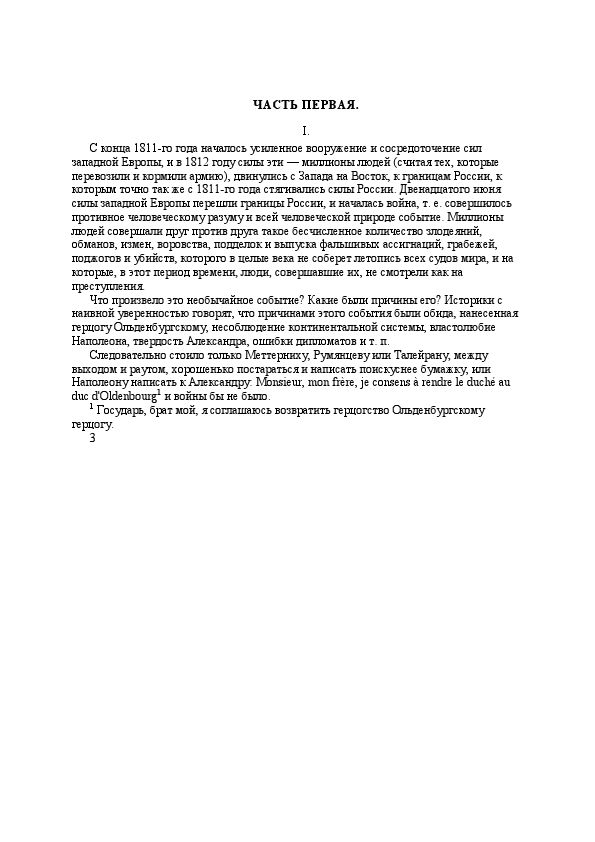 ЧАСТЬ ПЕРВАЯ.
I.
С конца 1811-го года началось усиленное вооружение и сосредоточение сил
западной Европы, и в 1812 году силы эти — миллионы людей (считая тех, которые
перевозили и кормили армию), двинулись с Запада на Восток, к границам России, к
которым точно так же с 1811-го года стягивались силы России. Двенадцатого июня
силы западной Европы перешли границы России, и началась война, т. е. совершилось
противное человеческому разуму и всей человеческой природе событие. Миллионы
людей совершали друг против друга такое бесчисленное количество злодеяний,
обманов, измен, воровства, подделок и выпуска фальшивых ассигнаций, грабежей,
поджогов и убийств, которого в целые века не соберет летопись всех судов мира, и на
которые, в этот период времени, люди, совершавшие их, не смотрели как на
преступления.
Что произвело это необычайное событие? Какие были причины его? Историки с
наивной уверенностью говорят, что причинами этого события были обида, нанесенная
герцогу Ольденбургскому, несоблюдение континентальной системы, властолюбие
Наполеона, твердость Александра, ошибки дипломатов и т. п.
Следовательно стоило только Меттерниху, Румянцеву или Талейрану, между
выходом и раутом, хорошенько постараться и написать поискуснее бумажку, или
Наполеону написать к Александру: Monsieur, mon frère, je consens à rendre le duché au
duc d'Oldenbourg¹ и войны бы не было.
¹ Государь, брат мой, я соглашаюсь возвратить герцогство Ольденбургскому
герцогу.
3